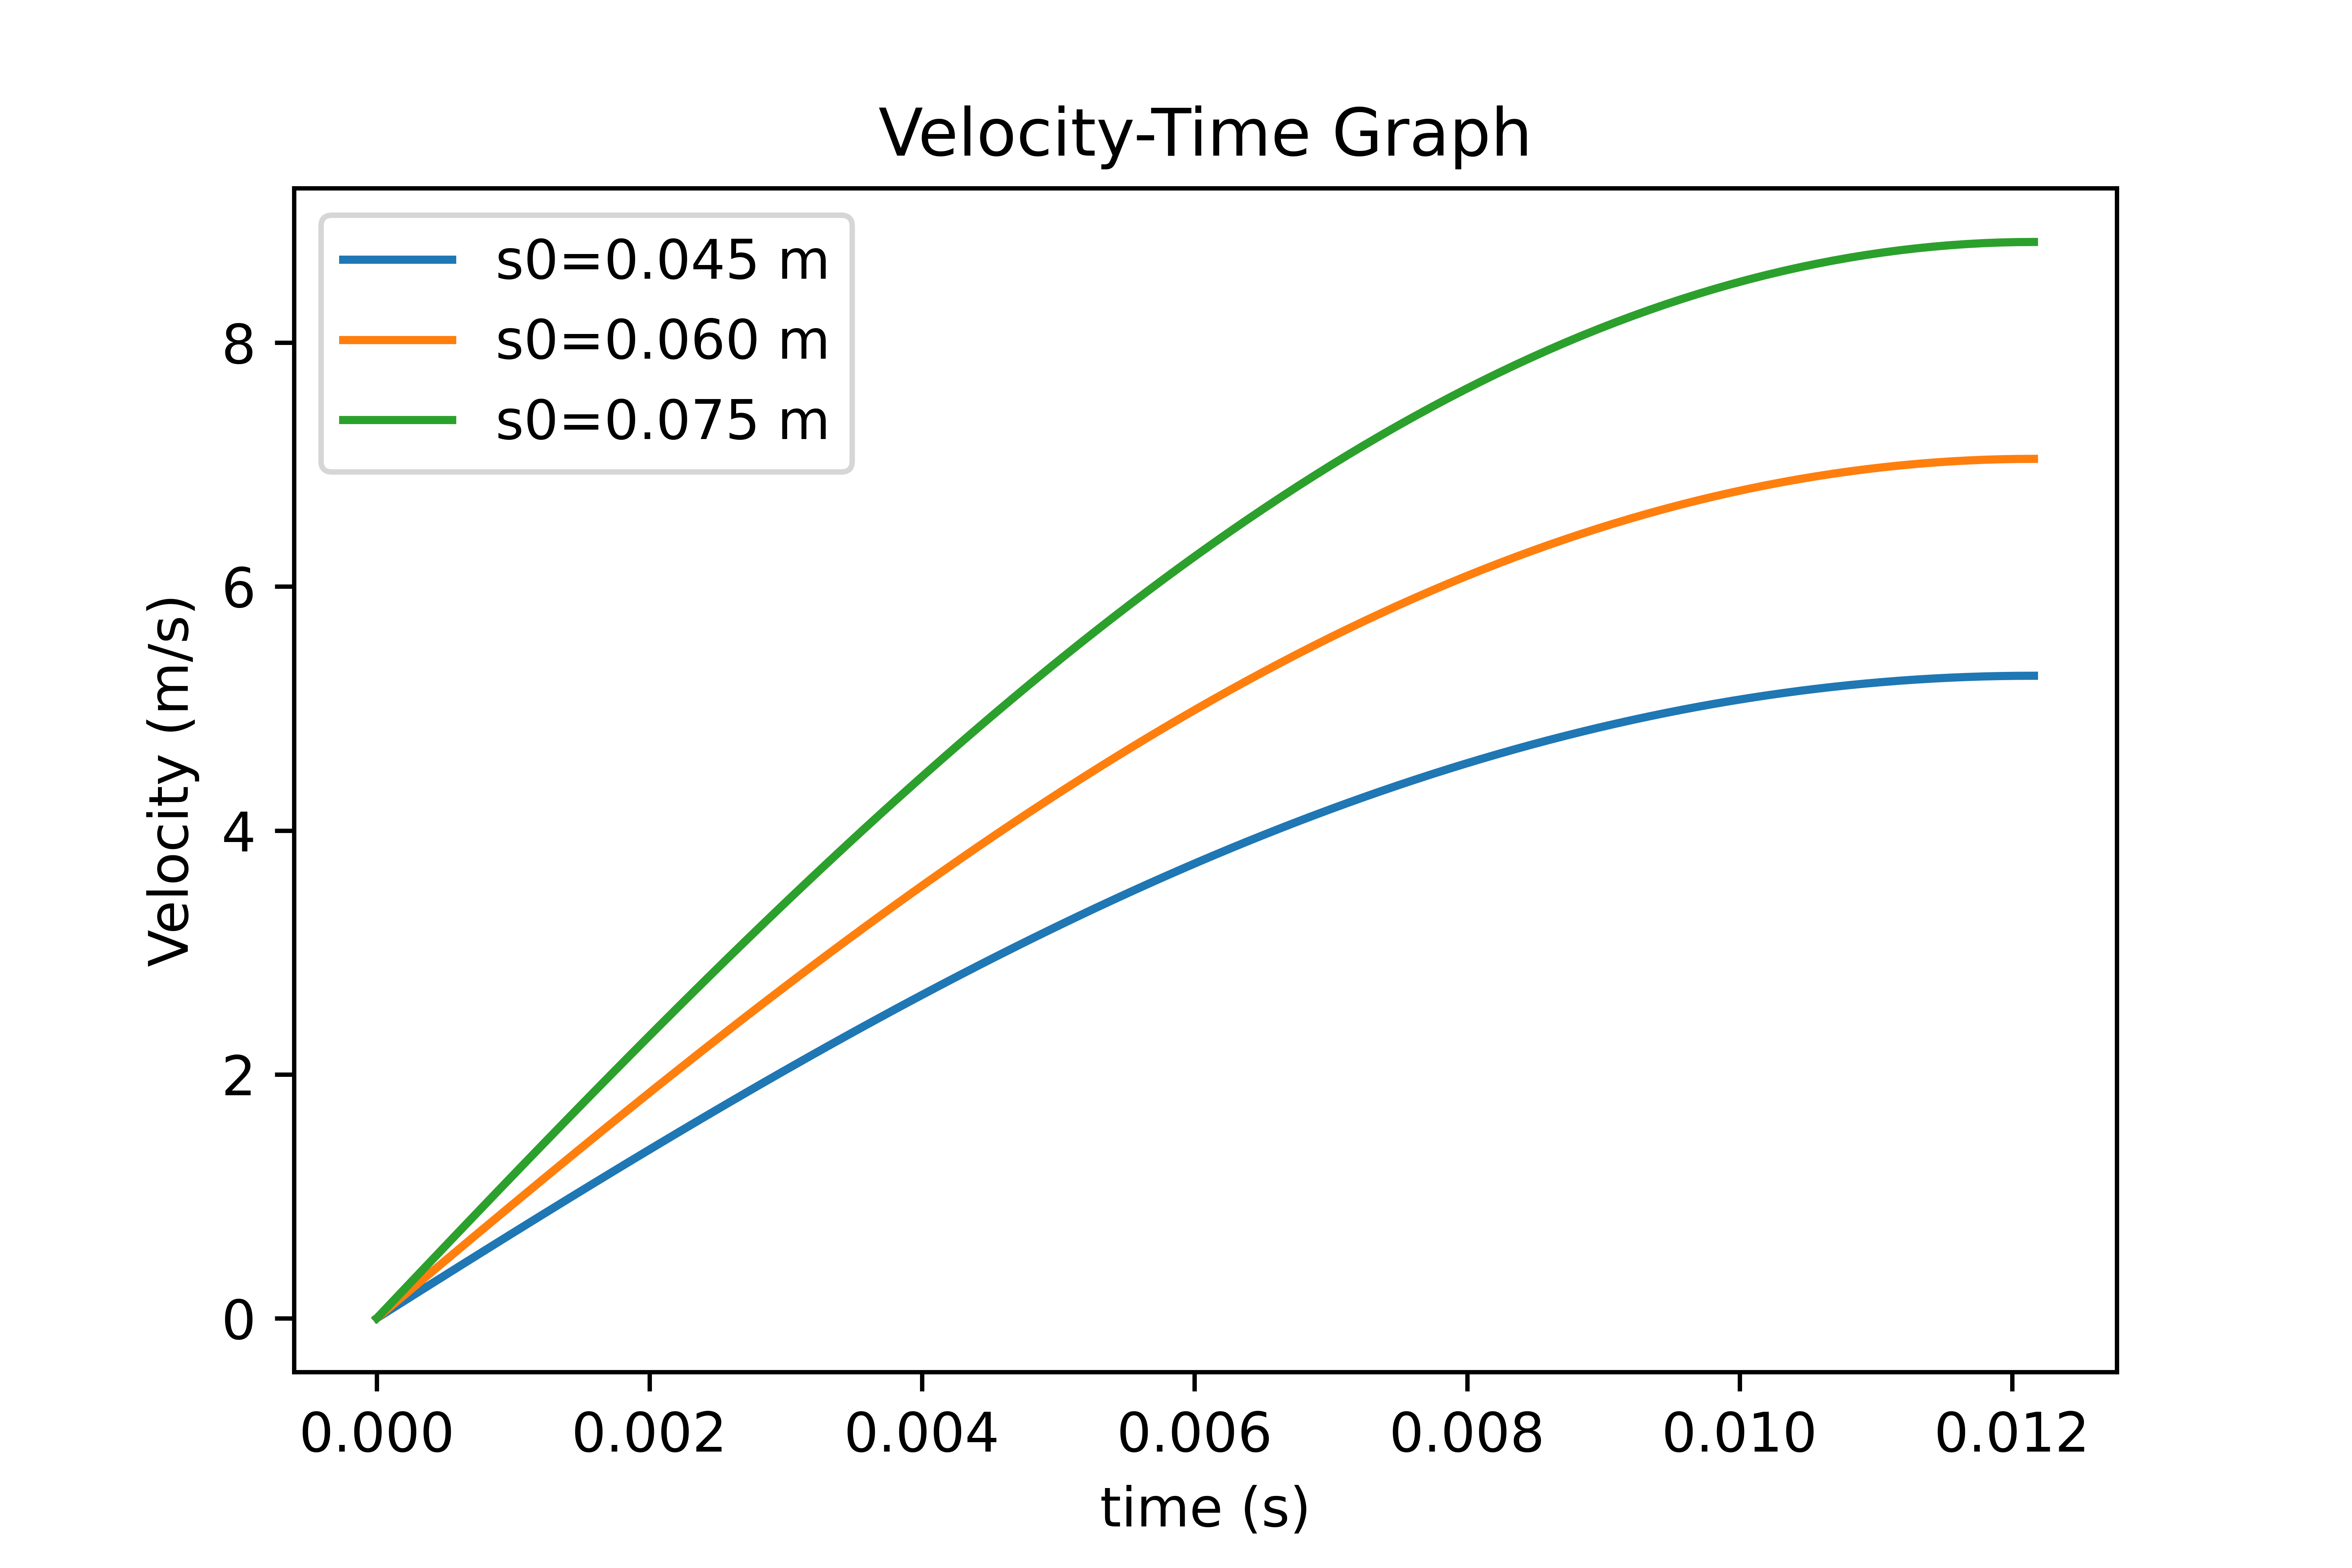 Velocity-Time Graph
s0=0.045 m
s0=0.060 m
s0=0.075 m
8
6
4
2
0
Velocity (m/s)
0.000 0.002 0.004 0.006 0.008 0.010 0.012
time (s)